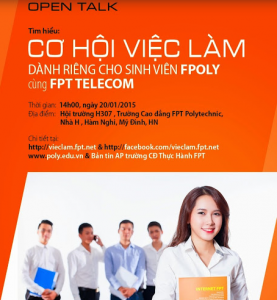 OPEN TALK
Tìm hiểu:
CƠ HỘI VIỆC LÀM
DÀNH RIÊNG CHO SINH VIÊN FPOLY
cùng FPT TELECOM
Thời gian: 14h00, ngày 20/01/2015
Địa điểm: Hội trường H307, Trường Cao đẳng FPT Polytechnic,
Nhà H, Hàm Nghi, Mỹ Đình, HN
Chi tiết tại:
http://vieclam.fpt.net & http://facebook.com/vieclam.fpt.net
www.poly.edu.vn & Bản tin AP trường CĐ Thực Hành FPT